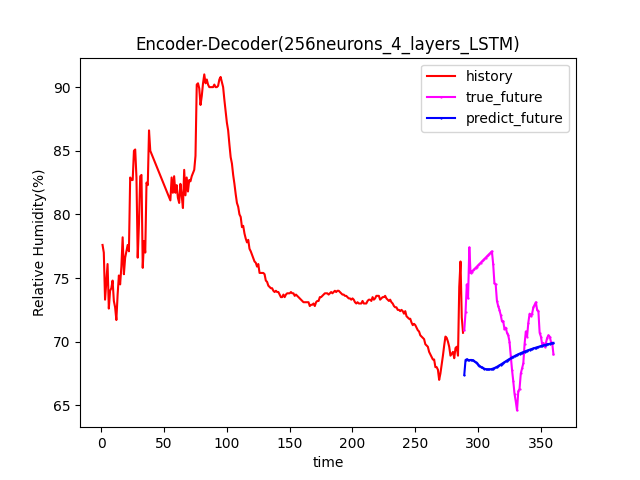 Encoder-Decoder(256neurons_4_layers_LSTM)
history
true_future
predict_future
Relative Humidity(%)
90
85
80
75
70
65
0 50 100 150 200 250 300 350
time